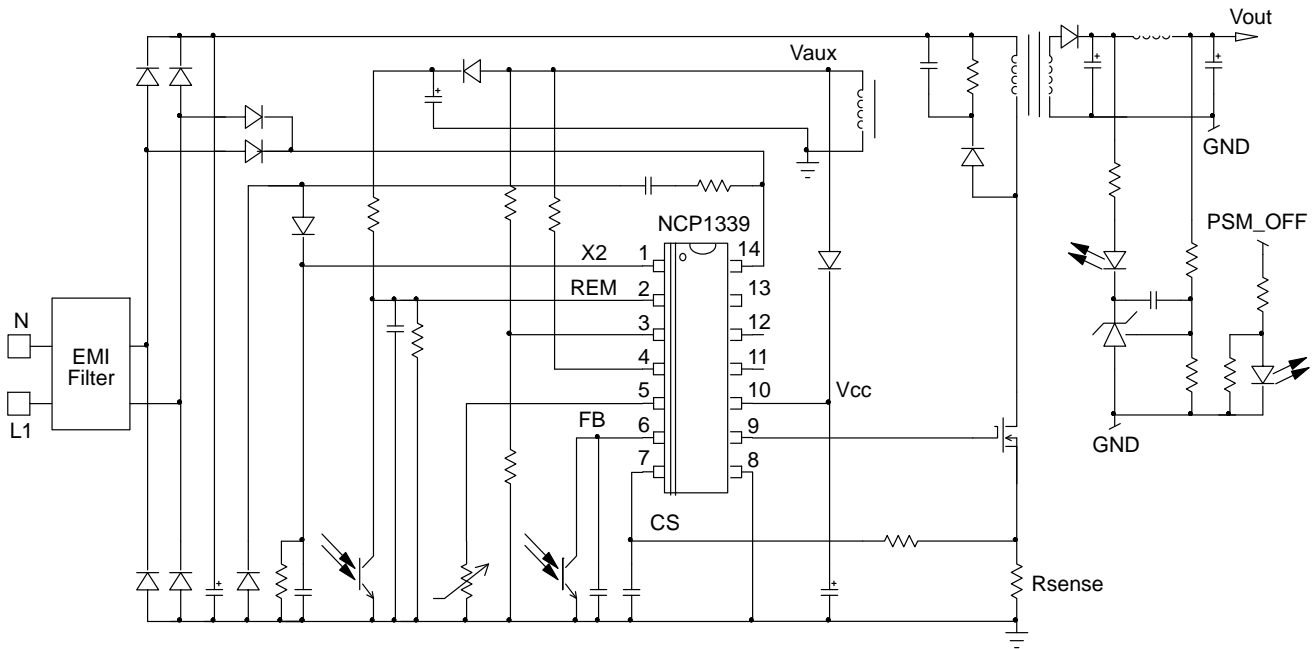 Vout
Vaux
GND
NCP1339
PSM_OFF
X2
1
14
REM
2
13
3
12
N
EMI
Filter
4
11
L1
5
10
Vcc
FB
6
9
GND
7
8
CS
Rsense